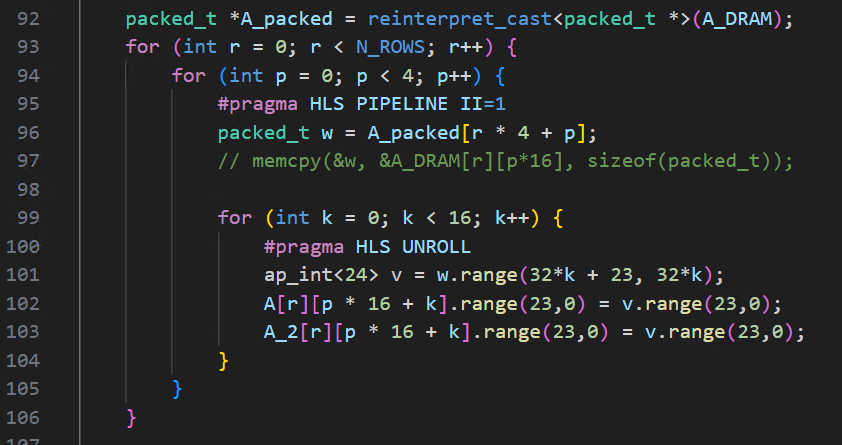 92 packed_t *A_packed = reinterpret_cast<packed_t *>(A_DRAM);
93 for (int r = 0; r < N_ROWS; r++) {
94 for (int p = 0; p < 4; p++) {
95 #pragma HLS PIPELINE II=1
96 packed_t w = A_packed[r * 4 + p];
97 // memcpy(&w, &A_DRAM[r][p*16], sizeof(packed_t));
98
99 for (int k = 0; k < 16; k++) {
100 #pragma HLS UNROLL
101 ap_int<24> v = w.range(32*k + 23, 32*k);
102 A[r][p * 16 + k].range(23,0) = v.range(23,0);
103 A_2[r][p * 16 + k].range(23,0) = v.range(23,0);
104 }
105 }
106 }